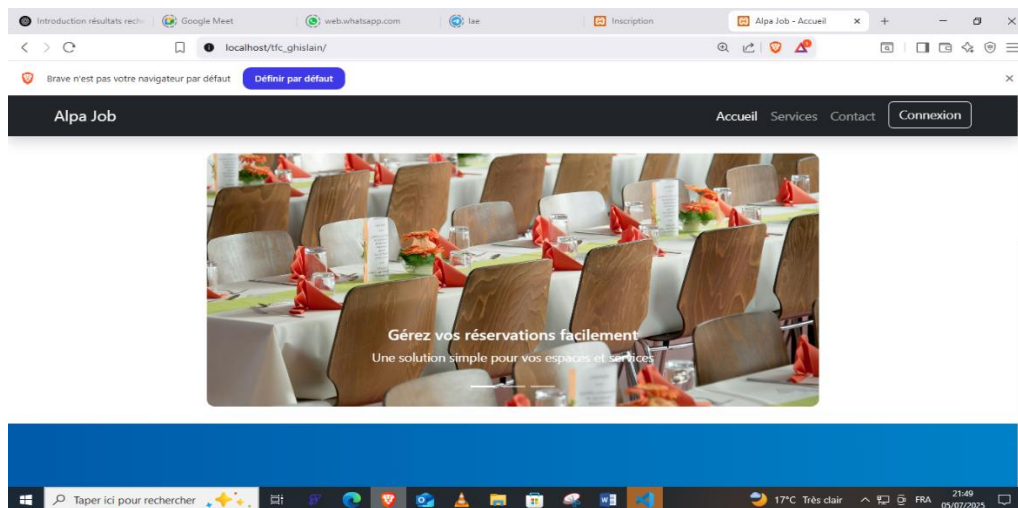 Introduction résultats reche
Google Meet
web.whatsapp.com
lae
Inscription
Alpa Job - Accueil
localhost/tfc_ghislain/
Brave n'est pas votre navigateur par défaut
Définir par défaut
Alpa Job
Accueil Services Contact Connexion
Gérez vos réservations facilement
Une solution simple pour vos espaces et services
Taper ici pour rechercher
17°C Très clair
FRA
21:49
05/07/2025